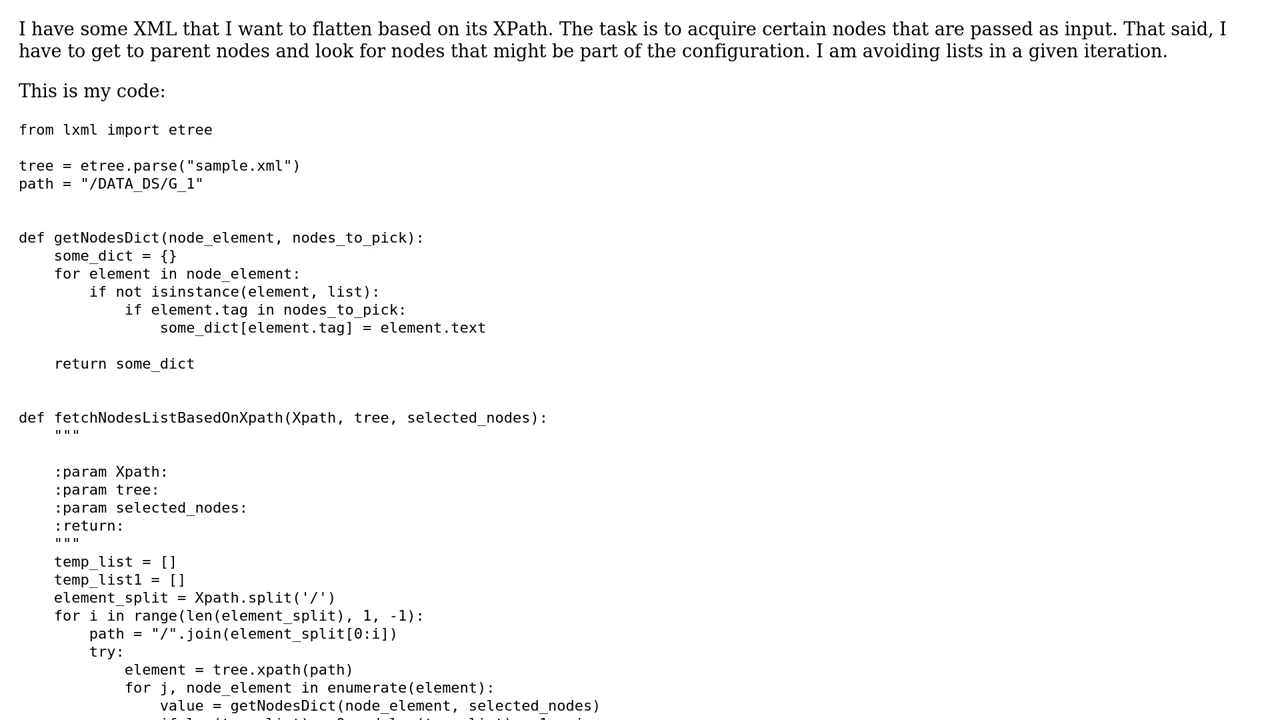 I have some XML that I want to flatten based on its XPath. The task is to acquire certain nodes that are passed as input. That said, I
have to get to parent nodes and look for nodes that might be part of the configuration. I am avoiding lists in a given iteration.
This is my code:
from lxml import etree
tree = etree.parse("sample.xml")
path = "/DATA_DS/G_1"
def getNodesDict(node_element, nodes_to_pick):
    some_dict = {}
    for element in node_element:
        if not isinstance(element, list):
            if element.tag in nodes_to_pick:
                some_dict[element.tag] = element.text
    return some_dict
def fetchNodesListBasedOnXpath(Xpath, tree, selected_nodes):
    """
    :param Xpath:
    :param tree:
    :param selected_nodes:
    :return:
    """
    temp_list = []
    temp_list1 = []
    element_split = Xpath.split('/')
    for i in range(len(element_split), 1, -1):
        path = "/".join(element_split[0:i])
        try:
            element = tree.xpath(path)
            for j, node_element in enumerate(element):
                value = getNodesDict(node_element, selected_nodes)